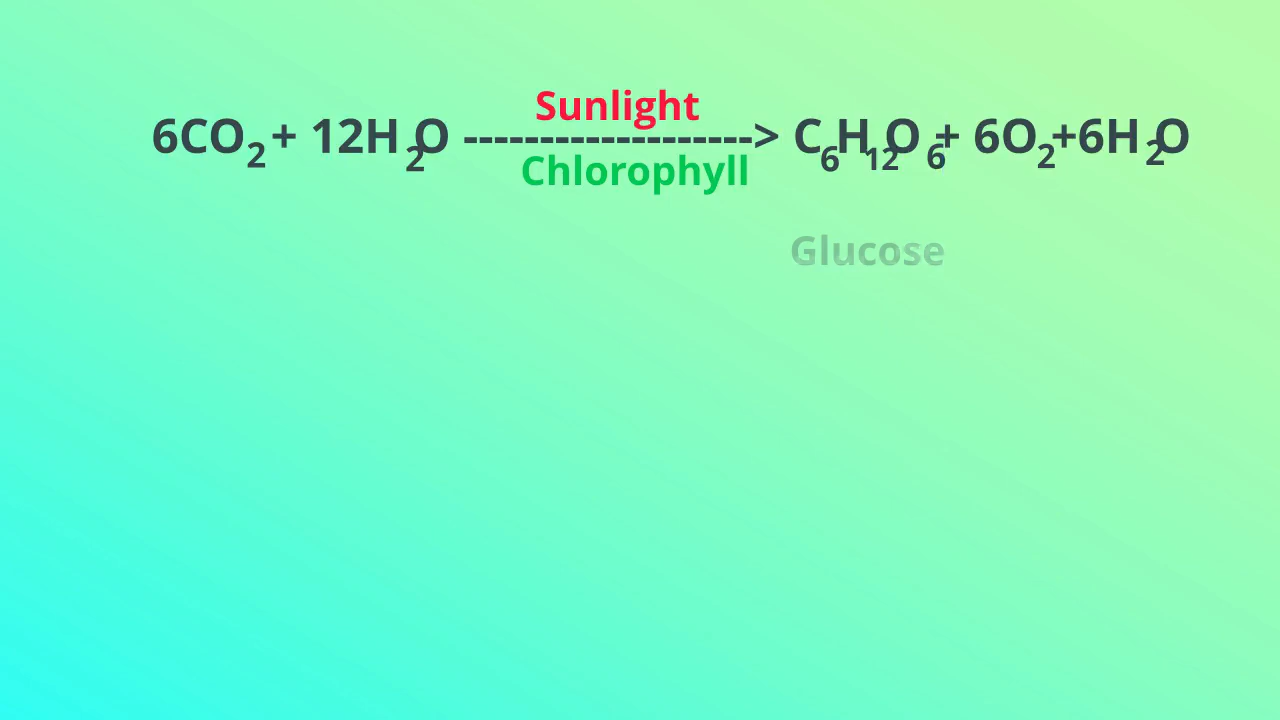 Sunlight
6CO₂ + 12H₂O -------------------> C₆H₁₂O₆ + 6O₂+6H₂O
Chlorophyll
Glucose